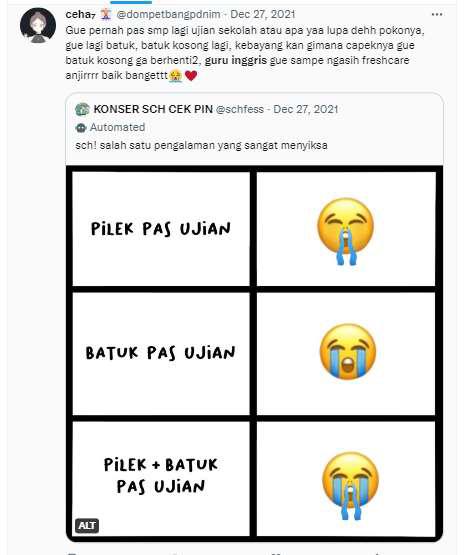 ceha₇ @dompetbangpdnim · Dec 27, 2021
Gue pernah pas smp lagi ujian sekolah atau apa yaa lupa dehh pokonya,
gue lagi batuk, batuk kosong lagi, kebayang kan gimana capeknya gue
batuk kosong ga berhenti2, guru inggris gue sampe ngasih freshcare
anjirrrr baik bangettt😭❤️
KONSER SCH CEK PIN @schfess · Dec 27, 2021
Automated
sch! salah satu pengalaman yang sangat menyiksa
PILEK PAS UJIAN
BATUK PAS UJIAN
PILEK + BATUK
PAS UJIAN
ALT